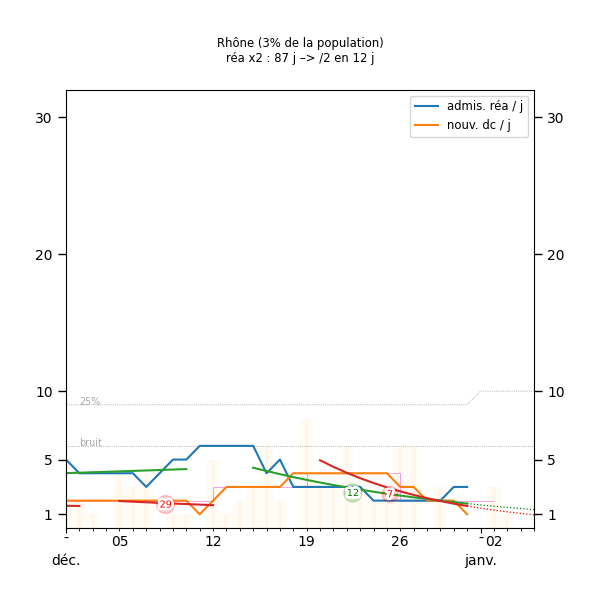 Rhône (3% de la population)
réa x2 : 87 j –> /2 en 12 j
admis. réa / j
nouv. dc / j
30 30
20 20
10 10
25%
bruit
5 5
29 12 7
1 1
- 05 12 19 26 - 02
déc. janv.